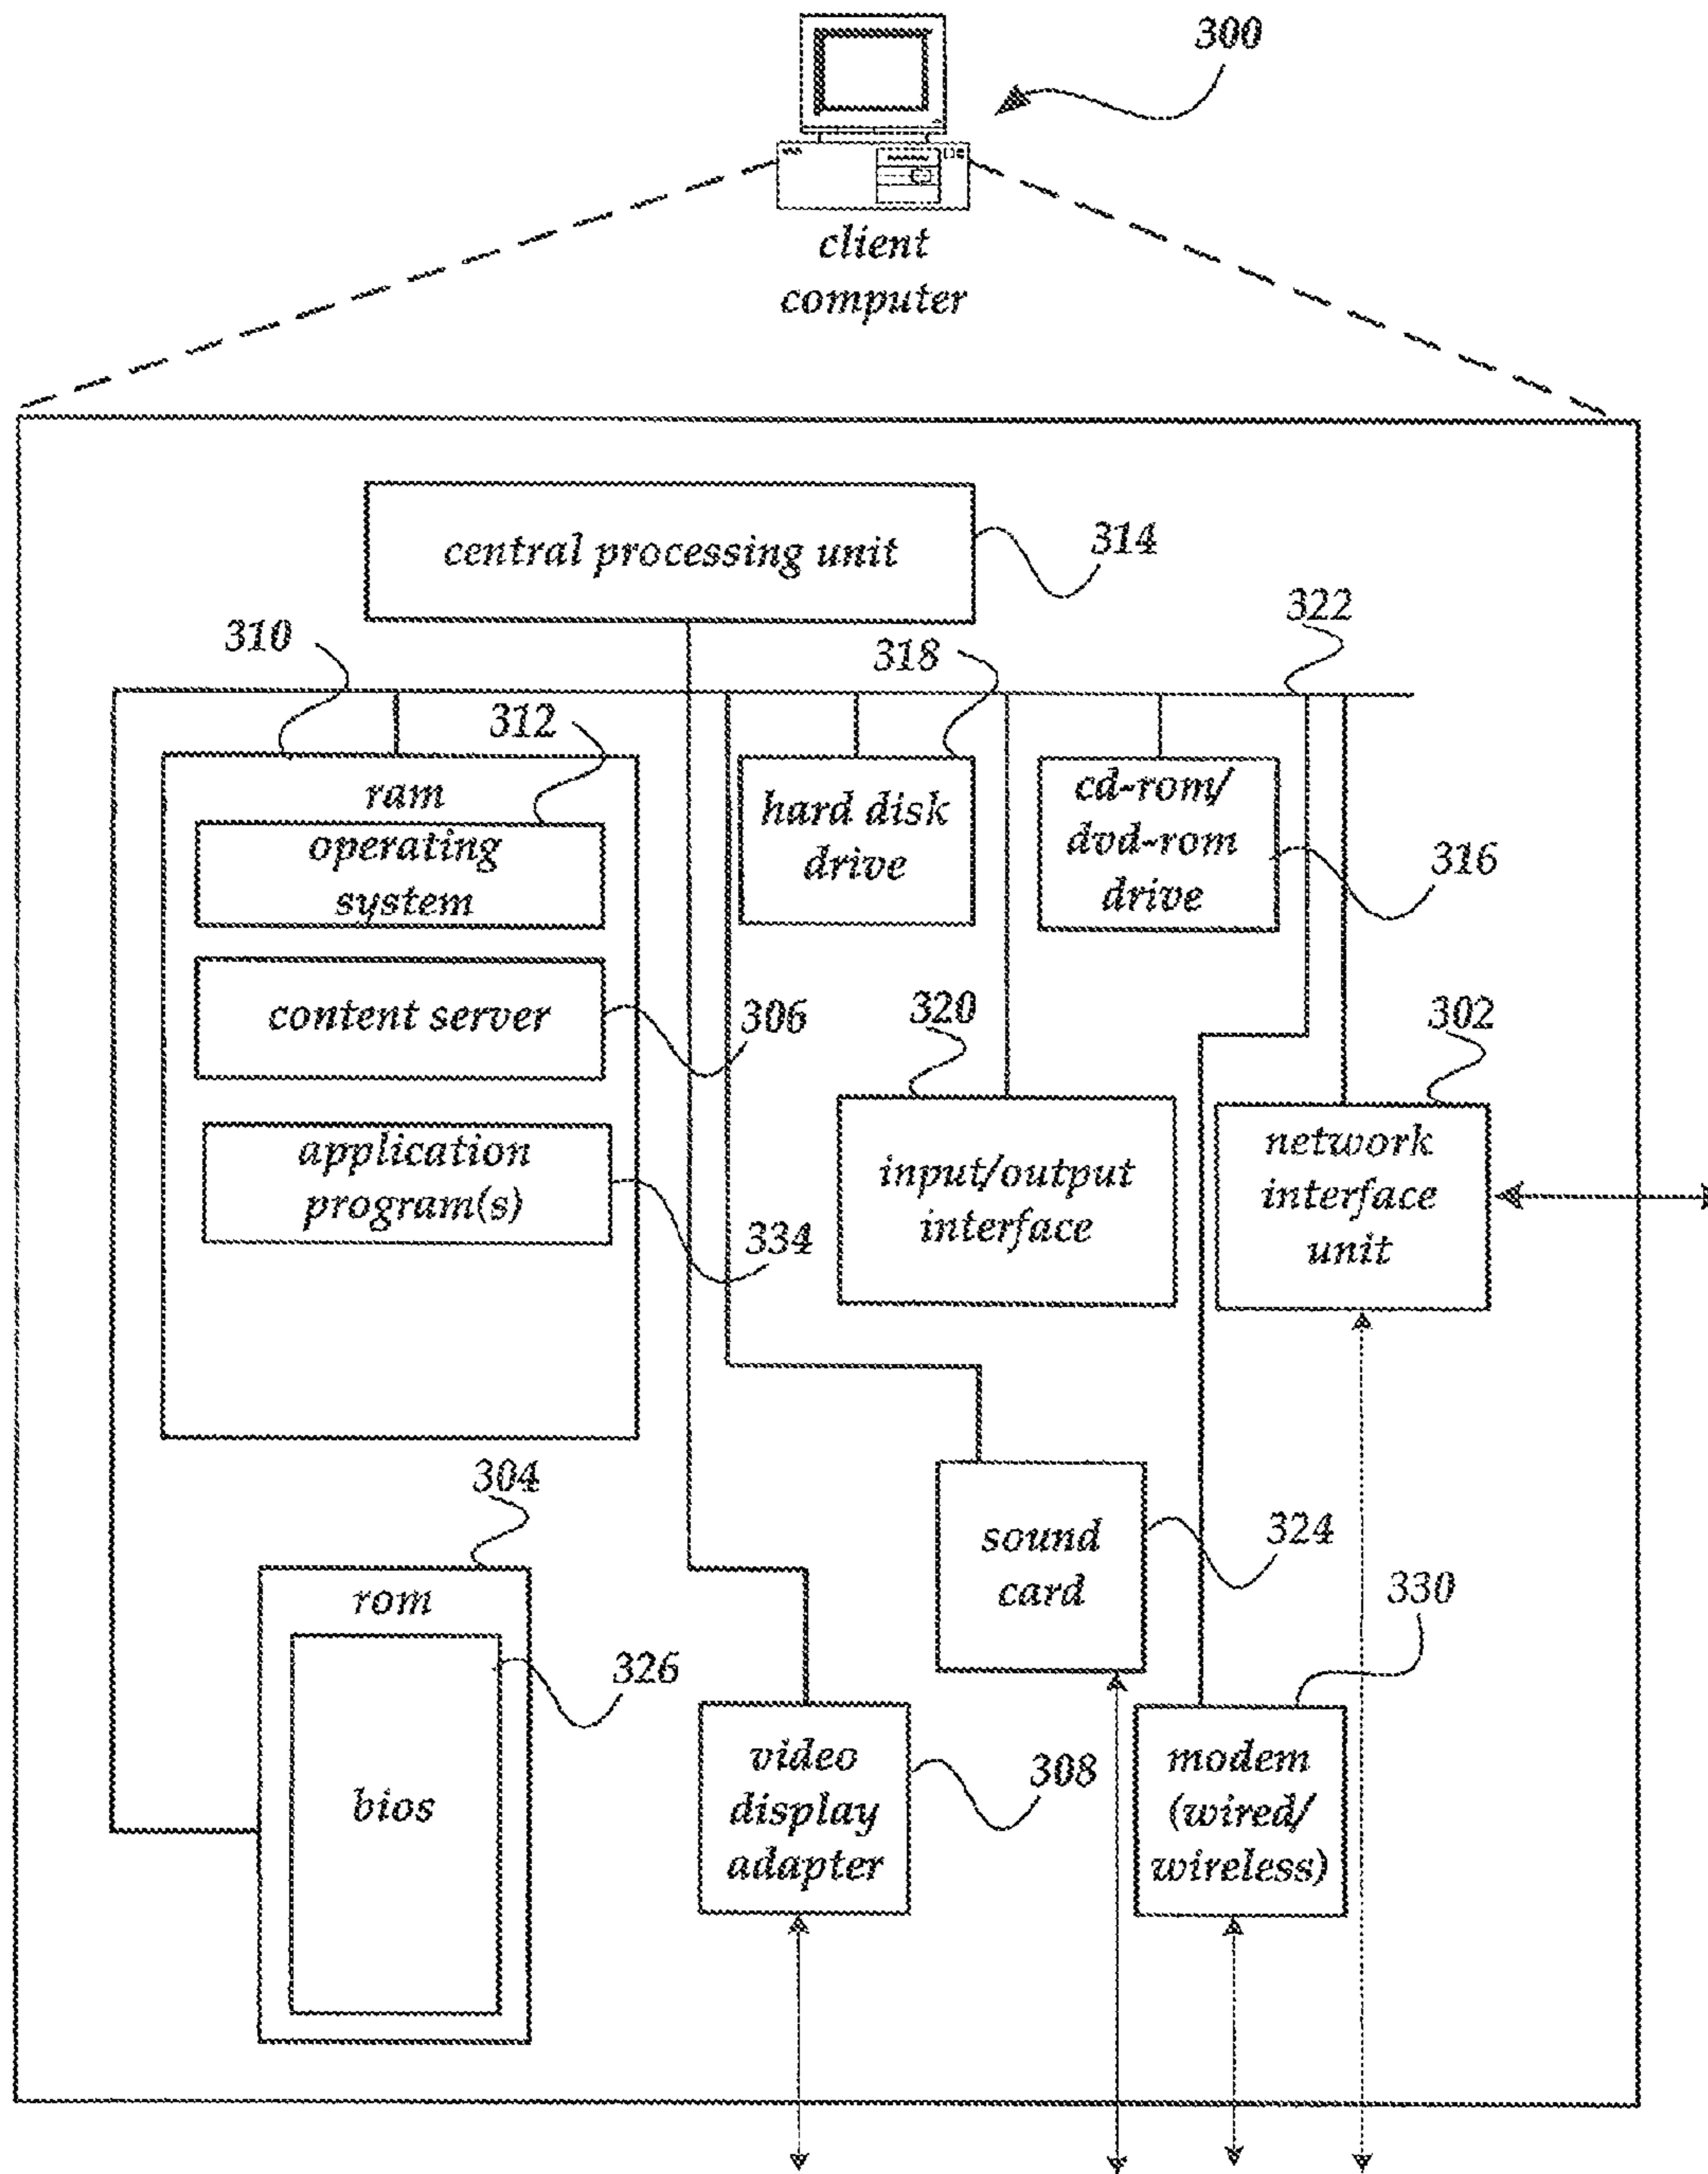 300
client
computer
central processing unit
314
322
310
318
312
ram
operating
system
hard disk
drive
cd-rom/
dvd-rom
drive
316
content server
306
320
302
application
program(s)
334
input/output
interface
network
interface
unit
304
rom
326
bios
sound
card
324
330
video
display
adapter
308
modem
(wired/
wireless)